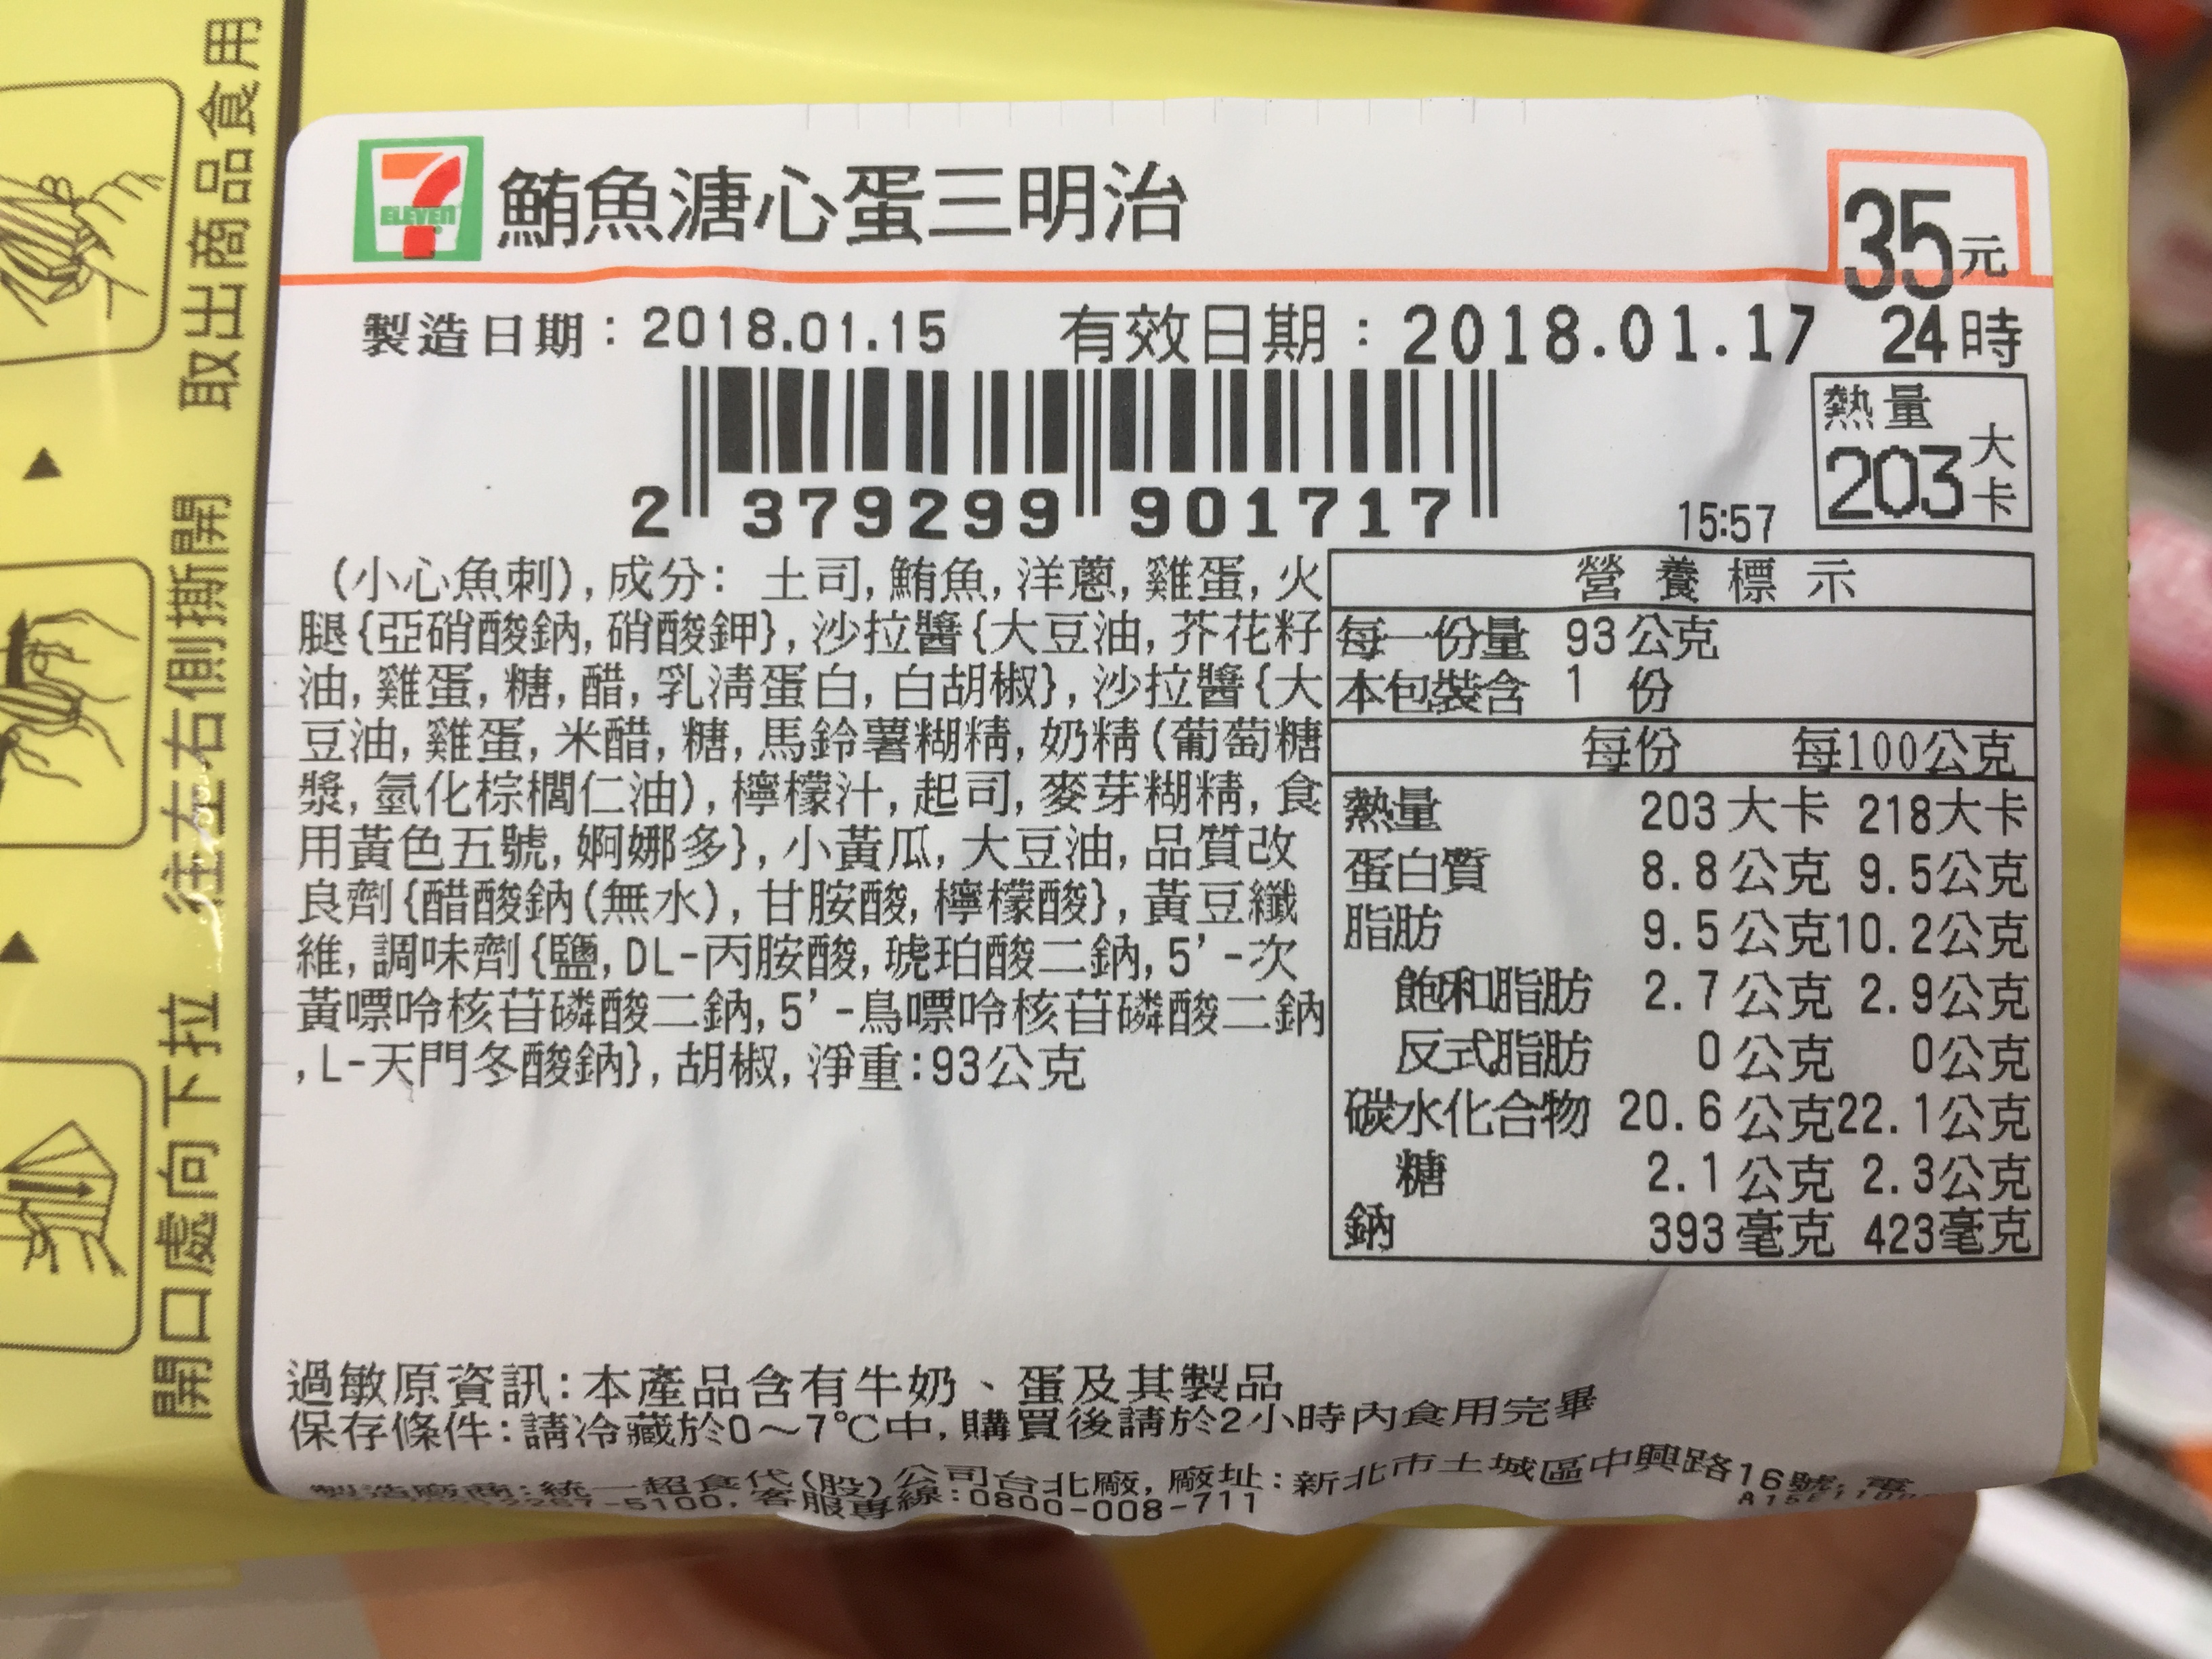 開口處向下拉 往左右側撕開 取出商品食用
7 ELEVEN 鮪魚溏心蛋三明治 35元
製造日期：2018.01.15 有效日期：2018.01.17 24時
2 379299 901717
15:57
熱量 203大卡
(小心魚刺)，成分： 土司，鮪魚，洋蔥，雞蛋，火
腿{亞硝酸鈉，硝酸鉀}，沙拉醬{大豆油，芥花籽
油，雞蛋，糖，醋，乳清蛋白，白胡椒}，沙拉醬{大
豆油，雞蛋，米醋，糖，馬鈴薯糊精，奶精(葡萄糖
漿，氫化棕櫚仁油)，檸檬汁，起司，麥芽糊精，食
用黃色五號，婀娜多}，小黃瓜，大豆油，品質改
良劑{醋酸鈉(無水)，甘胺酸，檸檬酸}，黃豆纖
維，調味劑{鹽，DL-丙胺酸，琥珀酸二鈉，5'-次
黃嘌呤核苷磷酸二鈉，5'-鳥嘌呤核苷磷酸二鈉
，L-天門冬酸鈉}，胡椒，淨重：93公克
營養標示
每一份量 93公克
本包裝含 1 份
每份 每100公克
熱量 203大卡 218大卡
蛋白質 8.8公克 9.5公克
脂肪 9.5公克 10.2公克
飽和脂肪 2.7公克 2.9公克
反式脂肪 0公克 0公克
碳水化合物 20.6公克 22.1公克
糖 2.1公克 2.3公克
鈉 393毫克 423毫克
過敏原資訊：本產品含有牛奶、蛋及其製品
保存條件：請冷藏於0~7℃中，購買後請於2小時內食用完畢
製造廠商：統一超食代(股)公司台北廠，廠址：新北市土城區中興路16號
5100，客服專線：0800-008-711